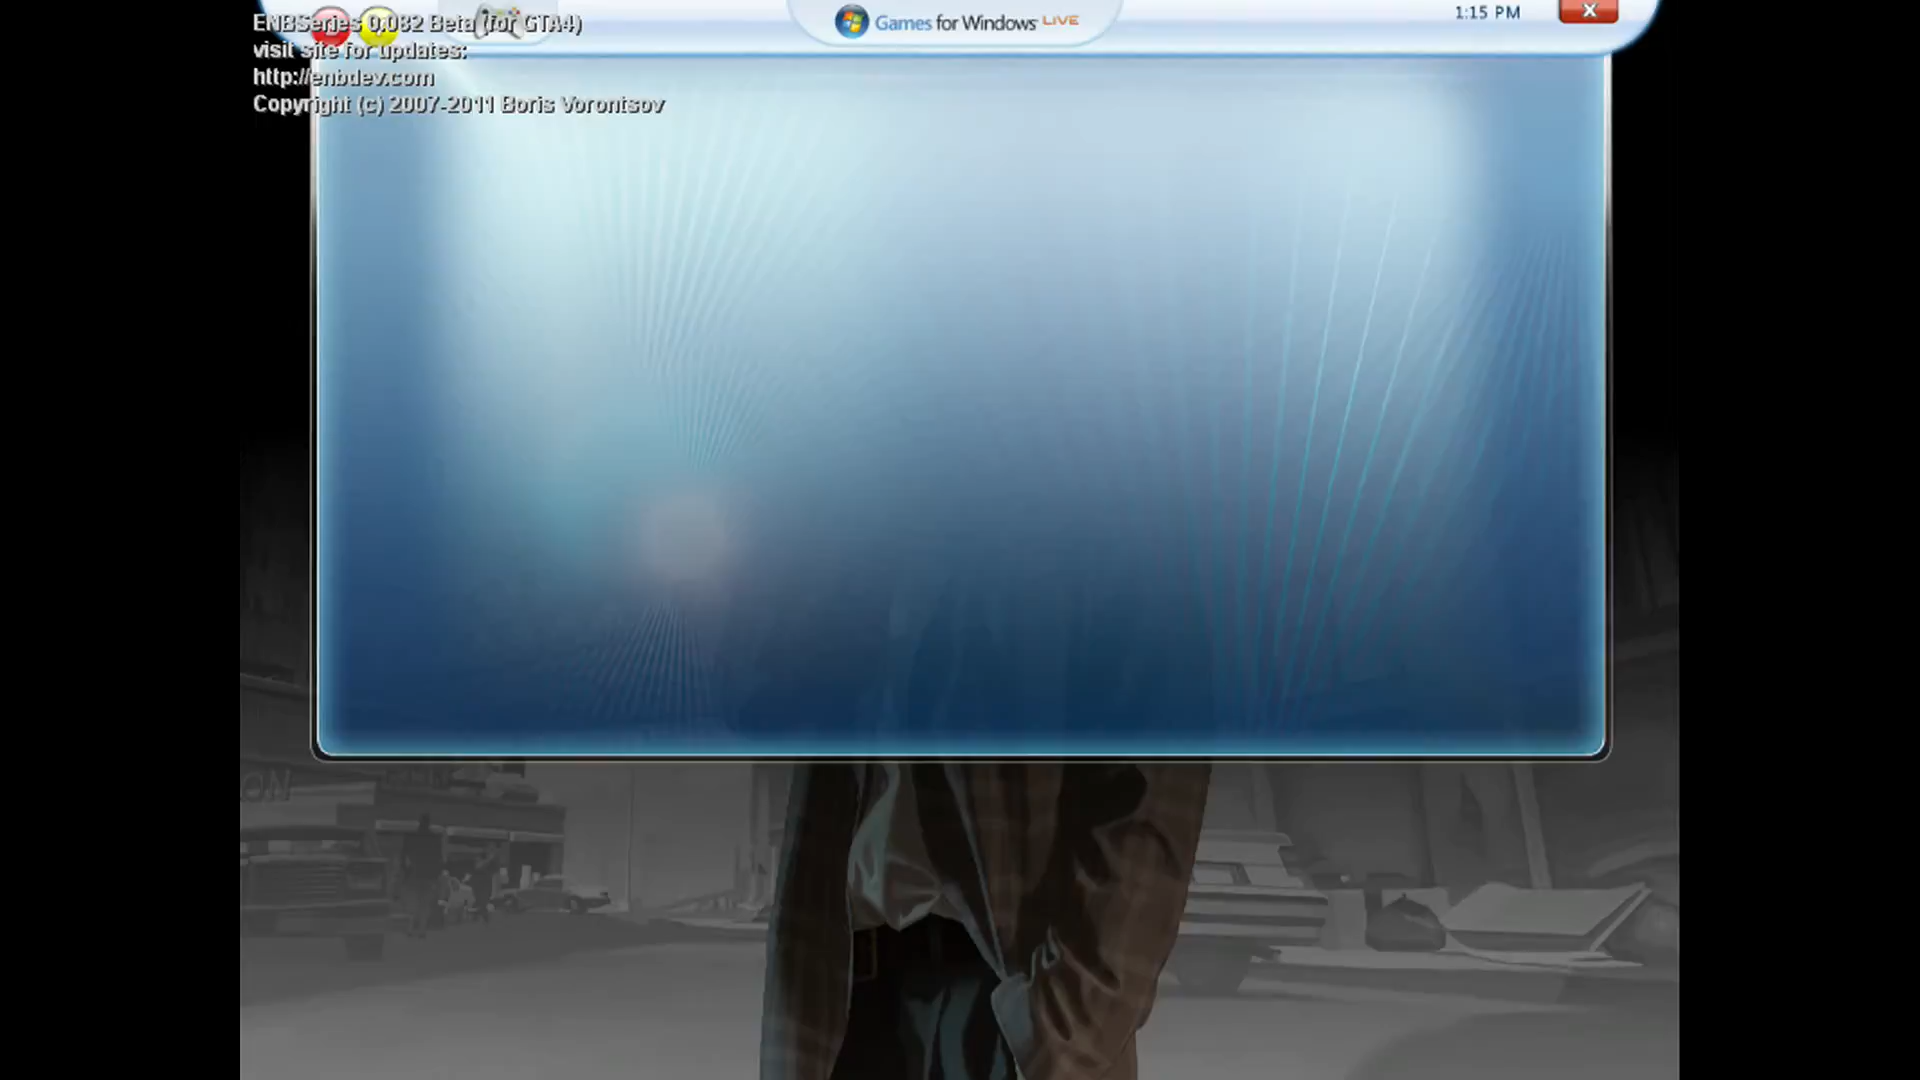 ENBSeries 0.082 Beta (for GTA4)
visit site for updates:
http://enbdev.com
Copyright (c) 2007-2011 Boris Vorontsov
Games for Windows LIVE
1:15 PM
ON